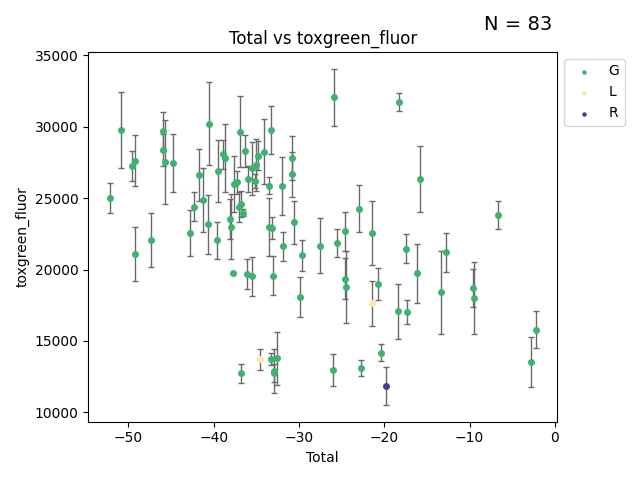 N = 83
Total vs toxgreen_fluor
35000
30000
25000
20000
15000
10000
toxgreen_fluor
−50
−40
−30
−20
−10
0
Total
G
L
R